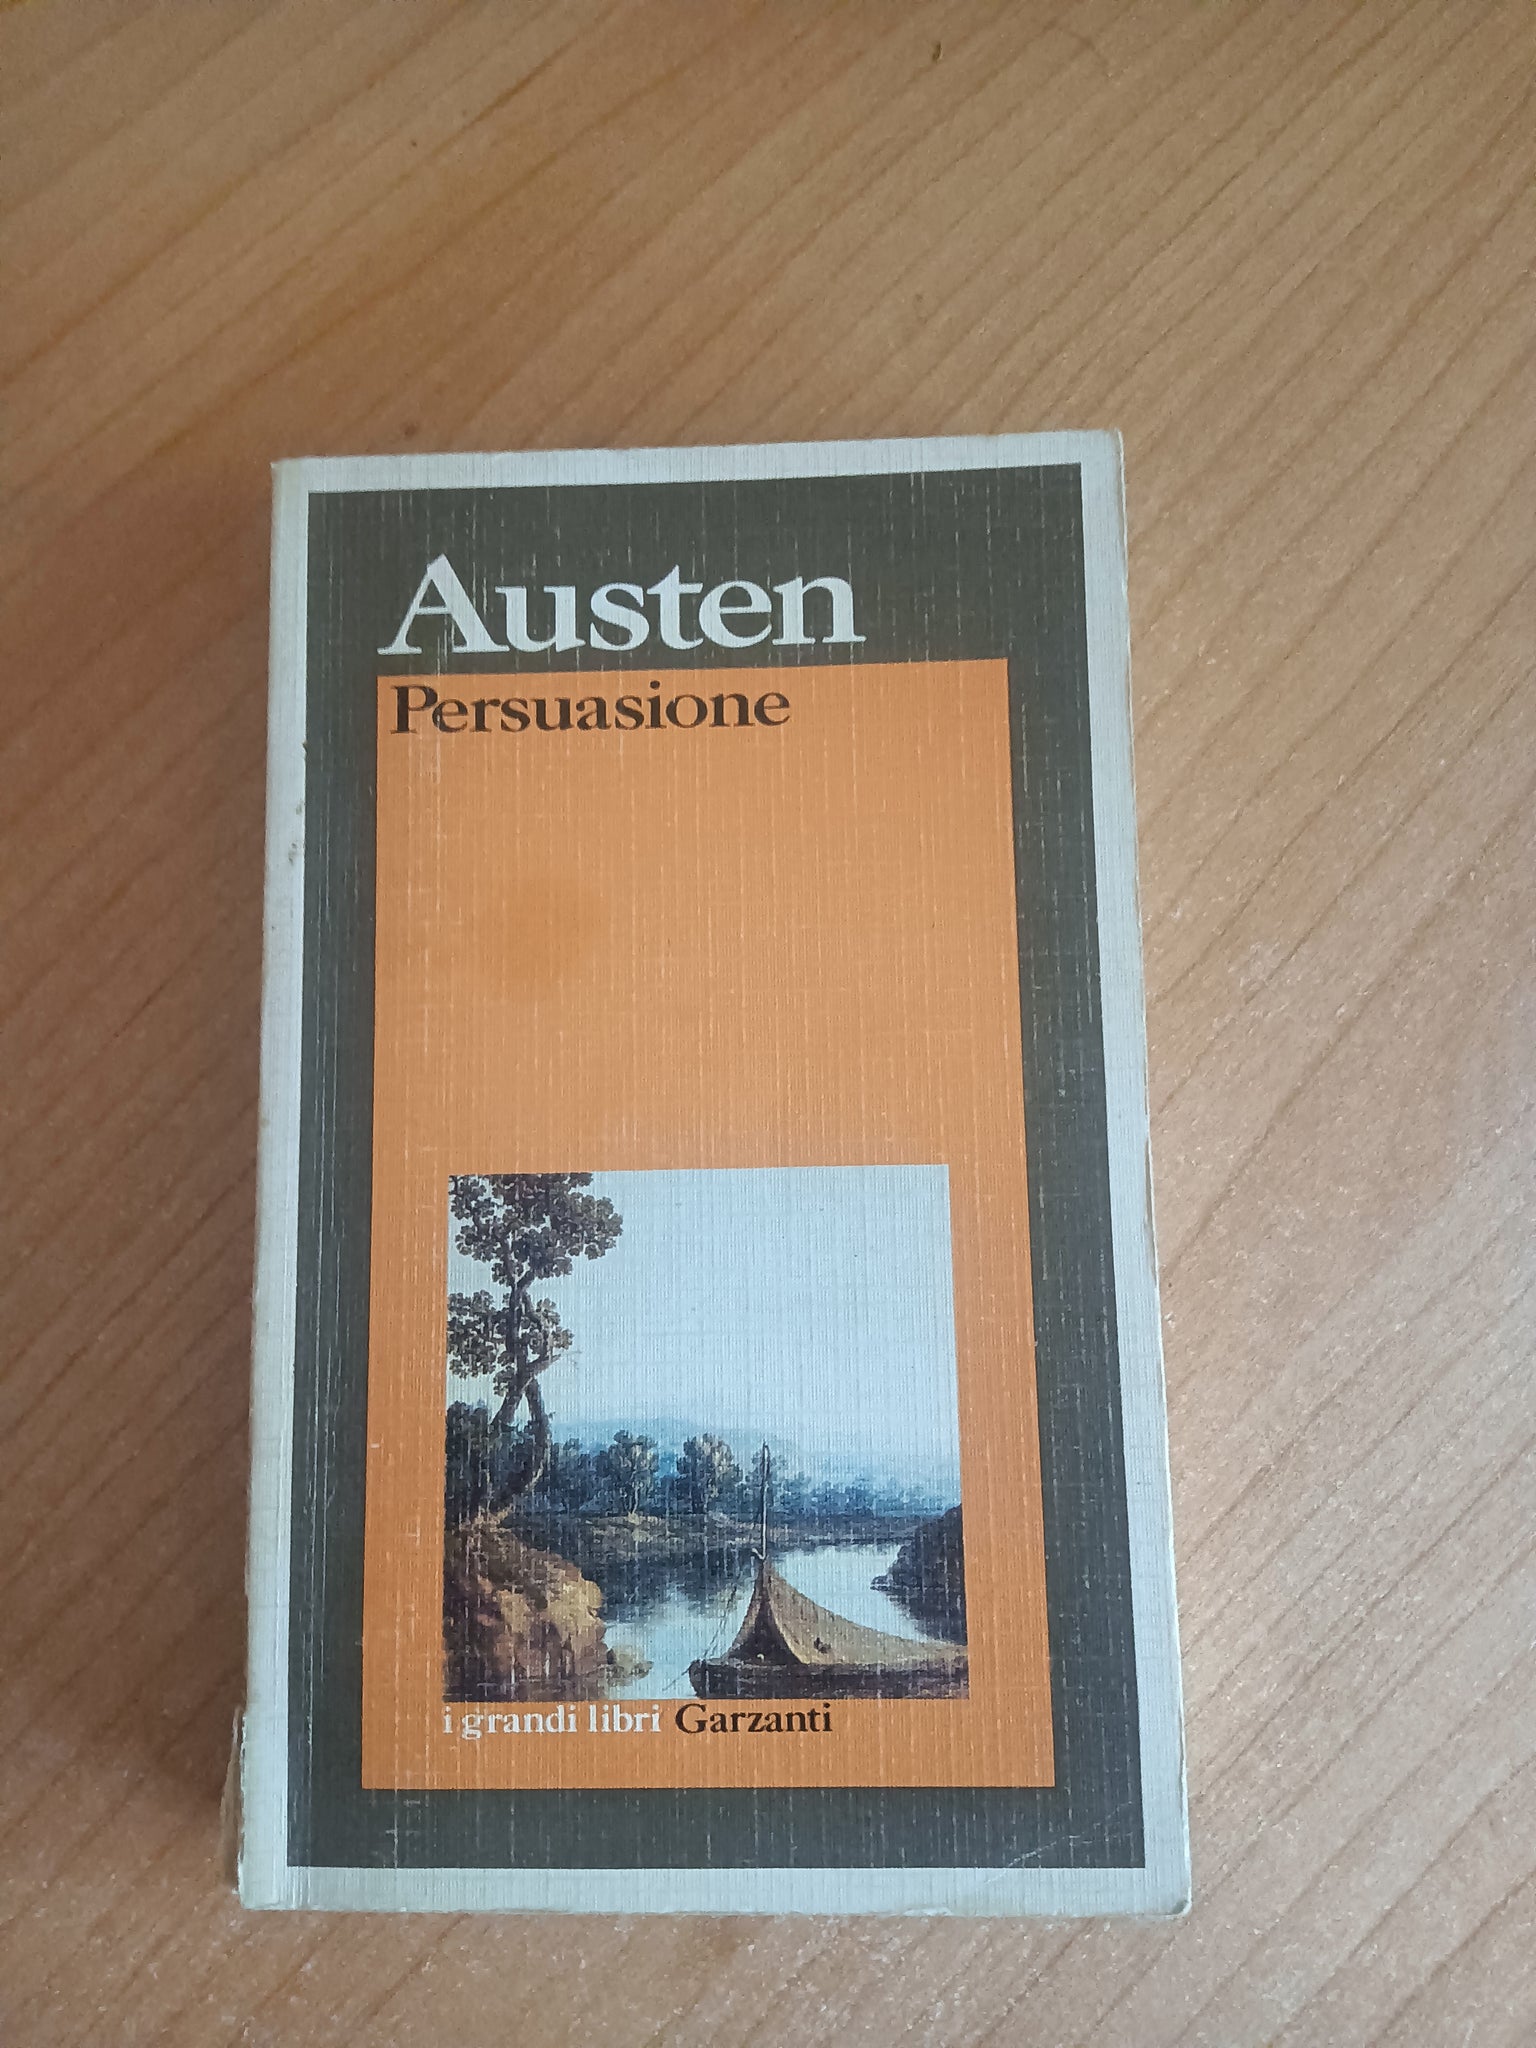 Austen
Persuasione
i grandi libri Garzanti